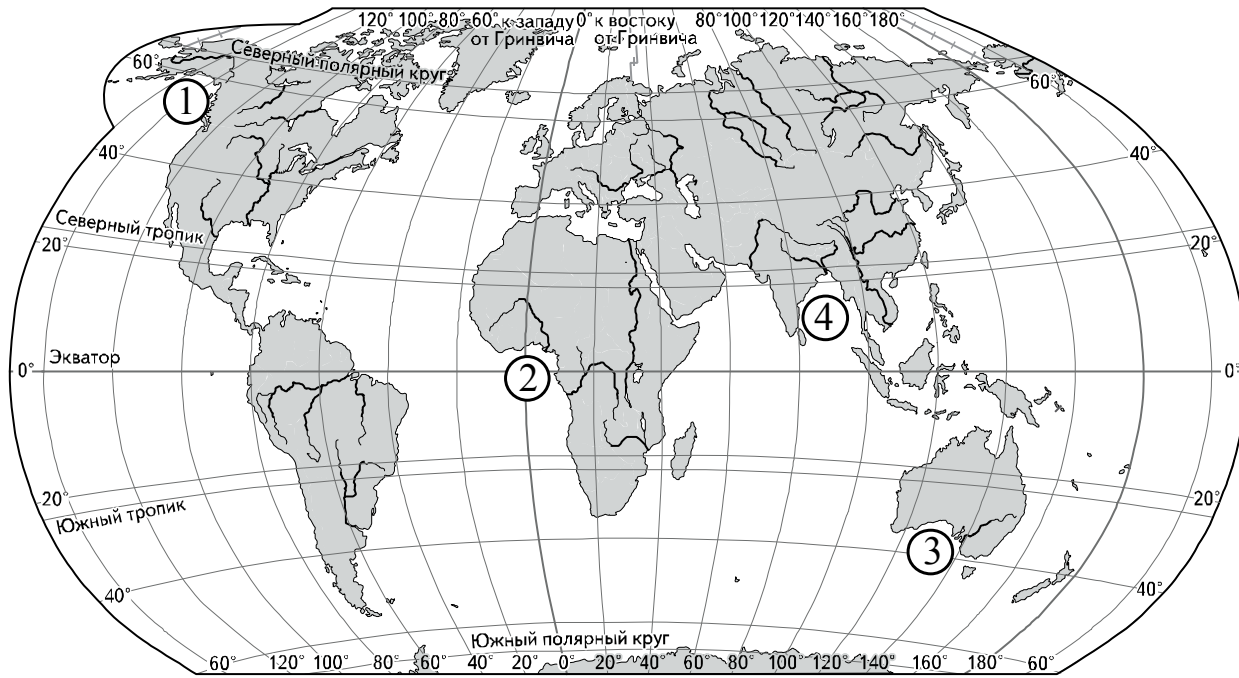 120° 100° 80° 60° к западу 0° к востоку 80° 100° 120° 140° 160° 180°
от Гринвича от Гринвича
Северный полярный круг
60° 60°
1
40° 40°
Северный тропик
20° 20°
4
Экватор
0° 0°
2
20° 20°
Южный тропик
3
40° 40°
Южный полярный круг
60° 120° 100° 80° 60° 40° 20° 0° 20° 40° 60° 80° 100° 120° 140° 160° 180° 60°